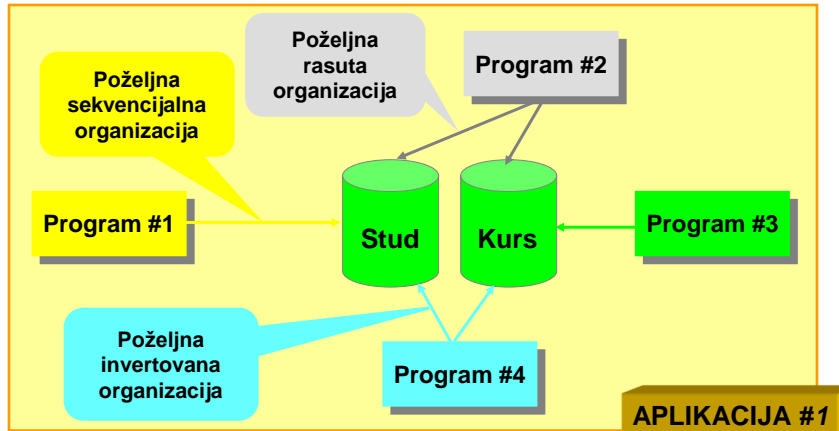 Poželjna
rasuta
organizacija
Program #2
Poželjna
sekvencijalna
organizacija
Program #1
Stud
Kurs
Program #3
Poželjna
invertovana
organizacija
Program #4
APLIKACIJA #1